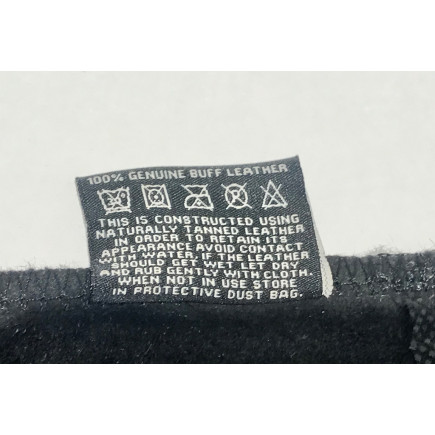 100% GENUINE BUFF LEATHER
THIS IS CONSTRUCTED USING
NATURALLY TANNED LEATHER
IN ORDER TO RETAIN ITS
APPEARANCE AVOID CONTACT
WITH WATER, IF THE LEATHER
SHOULD GET WET LET DRY
AND RUB GENTLY WITH CLOTH.
WHEN NOT IN USE STORE
IN PROTECTIVE DUST BAG.